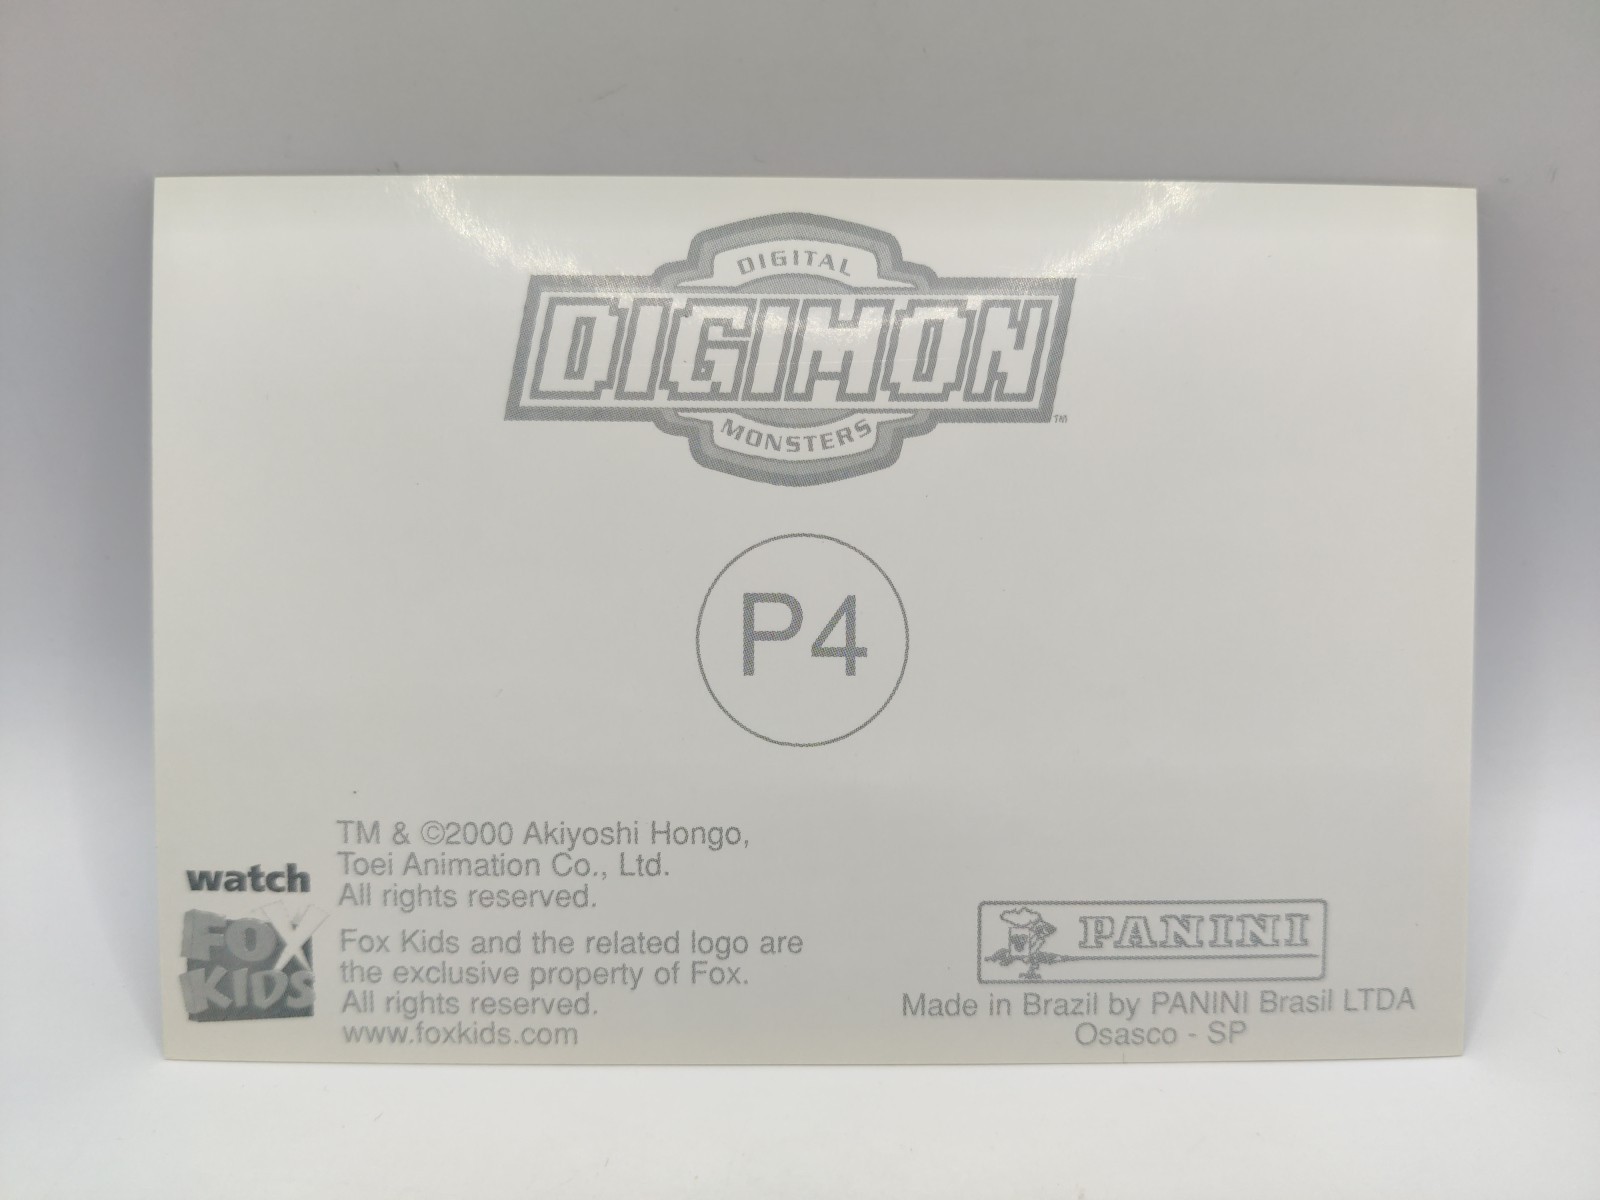 DIGITAL
DIGIMON
MONSTERS
TM
P4
TM & ©2000 Akiyoshi Hongo,
Toei Animation Co., Ltd.
All rights reserved.
watch
FOX
KIDS
Fox Kids and the related logo are
the exclusive property of Fox.
All rights reserved.
www.foxkids.com
PANINI
Made in Brazil by PANINI Brasil LTDA
Osasco - SP